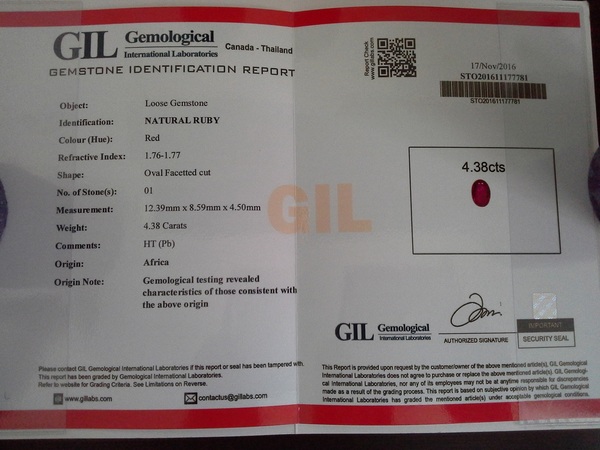 GIL Gemological
International Laboratories
Canada - Thailand
GEMSTONE IDENTIFICATION REPORT
Object: Loose Gemstone
Identification: NATURAL RUBY
Colour (Hue): Red
Refractive Index: 1.76-1.77
Shape: Oval Facetted cut
No. of Stone(s): 01
Measurement: 12.39mm x 8.59mm x 4.50mm
Weight: 4.38 Carats
Comments: HT (Pb)
Origin: Africa
Origin Note: Gemological testing revealed
characteristics of those consistent with
the above origin
Please contact GIL Gemological International Laboratories if this report or seal has been tampered with.
This report has been graded by Gemological International Laboratories.
Refer to website for Grading Criteria. See Limitations on Reverse.
www.gillabs.com
contactus@gillabs.com
GIL
Report Check
www.gillabs.com
17/Nov/2016
STO201611177781
STO201611177781
4.38cts
GIL Gemological
International Laboratories
AUTHORIZED SIGNATURE
IMPORTANT
SECURITY SEAL
This Report is provided upon request by the customer/owner of the above mentioned article(s), GIL Gemological
International Laboratories does not agree to purchase or replace the above mentioned article(s). GIL Gemologi-
cal International Laboratories, nor any of its employees may not be at anytime responsible for discrepancies
made as a result of the grading process. This report is based on subjective opinion by which GIL Gemological
International Laboratories has graded the mentioned article(s) under acceptable gemological conditions.